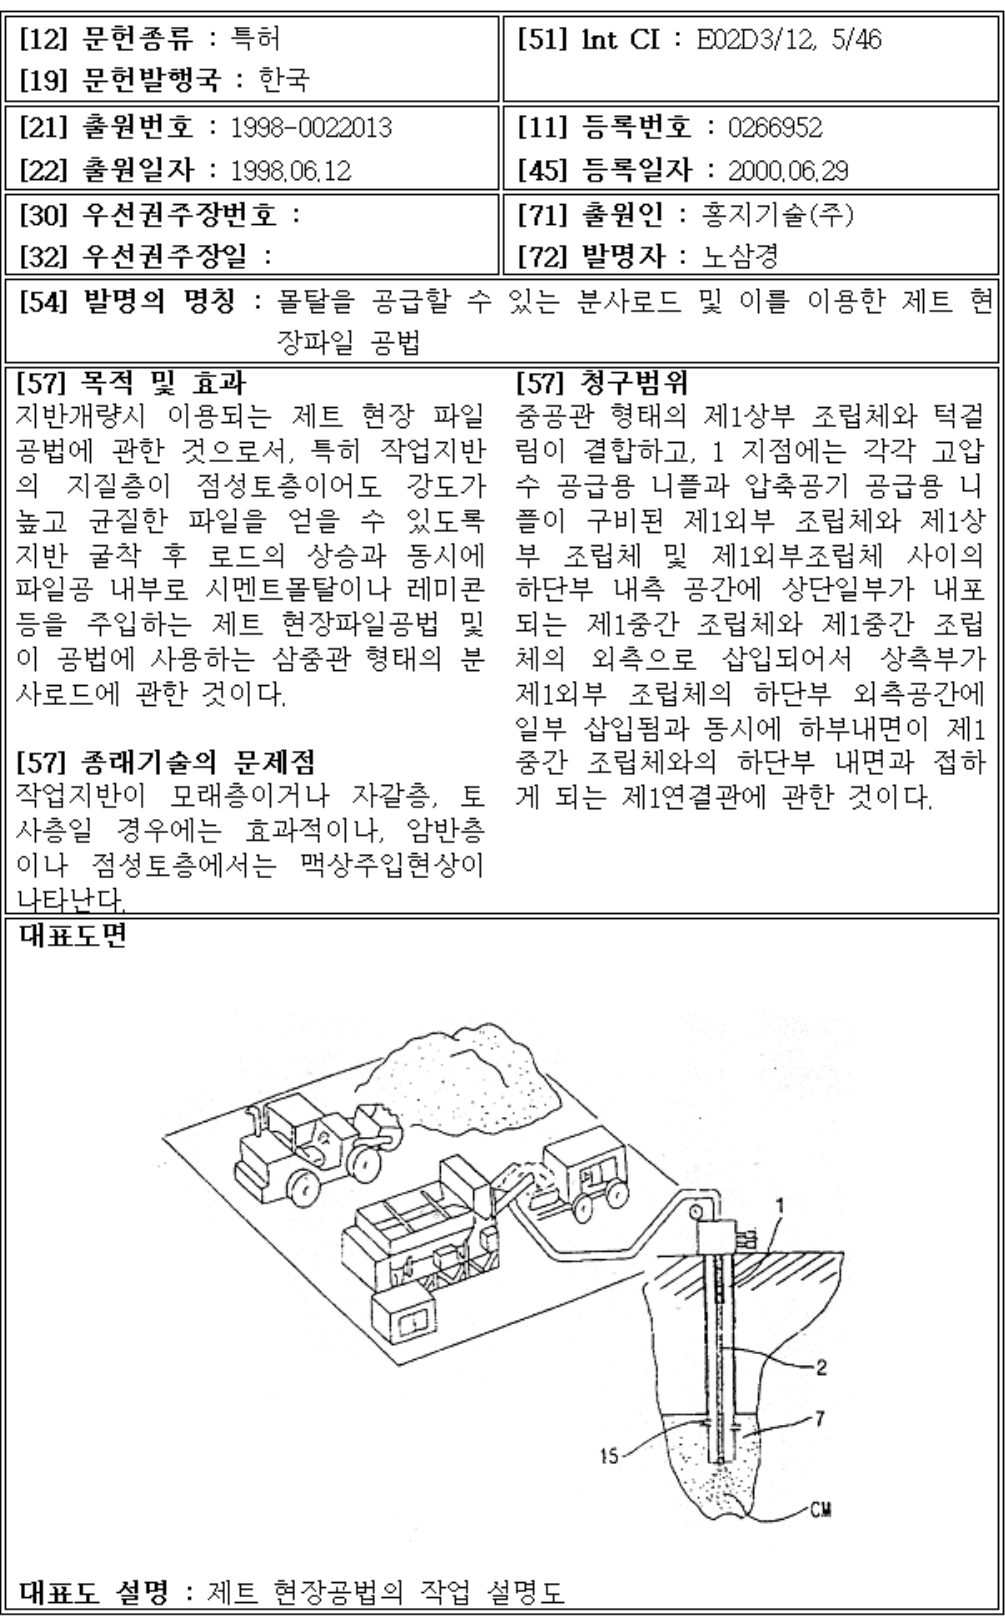 [12] 문헌종류 : 특허
[19] 문헌발행국 : 한국
[51] Int CI : E02D3/12, 5/46
[21] 출원번호 : 1998-0022013
[22] 출원일자 : 1998.06.12
[11] 등록번호 : 0266952
[45] 등록일자 : 2000.06.29
[30] 우선권주장번호 :
[32] 우선권주장일 :
[71] 출원인 : 홍지기술(주)
[72] 발명자 : 노삼경
[54] 발명의 명칭 : 몰탈을 공급할 수 있는 분사로드 및 이를 이용한 제트 현
장파일 공법
[57] 목적 및 효과
지반개량시 이용되는 제트 현장 파일
공법에 관한 것으로서, 특히 작업지반
의 지질층이 점성토층이어도 강도가
높고 균질한 파일을 얻을 수 있도록
지반 굴착 후 로드의 상승과 동시에
파일공 내부로 시멘트몰탈이나 레미콘
등을 주입하는 제트 현장파일공법 및
이 공법에 사용하는 삼중관 형태의 분
사로드에 관한 것이다.
[57] 종래기술의 문제점
작업지반이 모래층이거나 자갈층, 토
사층일 경우에는 효과적이나, 암반층
이나 점성토층에서는 맥상주입현상이
나타난다.
[57] 청구범위
중공관 형태의 제1상부 조립체와 턱걸
림이 결합하고, 1 지점에는 각각 고압
수 공급용 니플과 압축공기 공급용 니
플이 구비된 제1외부 조립체와 제1상
부 조립체 및 제1외부조립체 사이의
하단부 내측 공간에 상단일부가 내포
되는 제1중간 조립체와 제1중간 조립
체의 외측으로 삽입되어서 상측부가
제1외부 조립체의 하단부 외측공간에
일부 삽입됨과 동시에 하부내면이 제1
중간 조립체와의 하단부 내면과 접하
게 되는 제1연결관에 관한 것이다.
대표도면
1
2
7
15
CM
대표도 설명 : 제트 현장공법의 작업 설명도